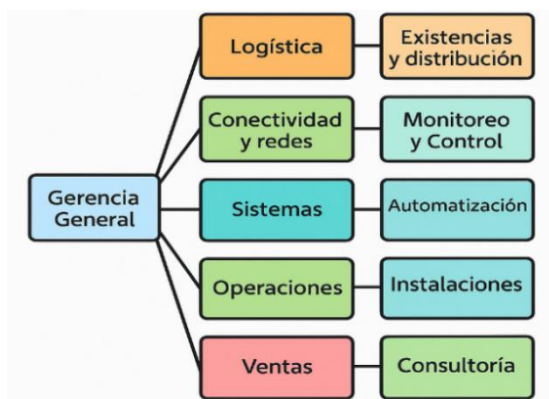 Gerencia
General
Logística
Existencias
y distribución
Conectividad
y redes
Monitoreo
y Control
Sistemas
Automatización
Operaciones
Instalaciones
Ventas
Consultoría